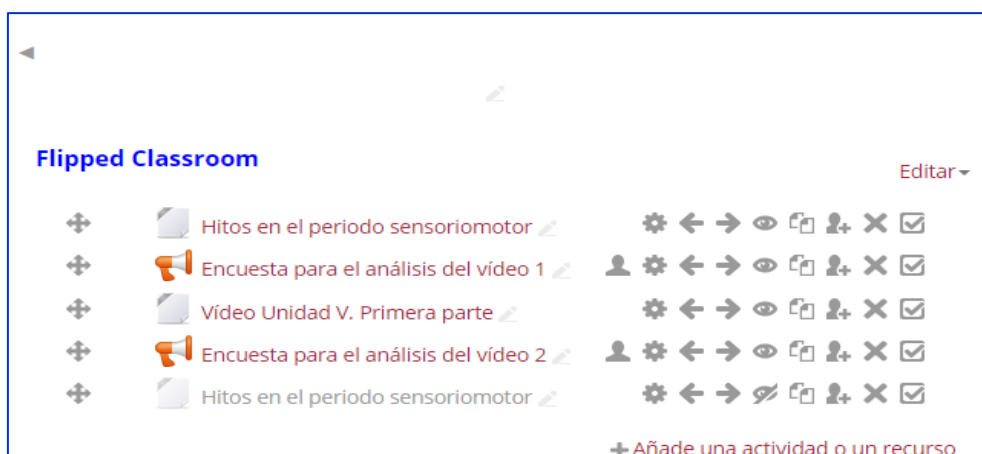 Flipped Classroom
Editar
Hitos en el periodo sensoriomotor
Encuesta para el análisis del vídeo 1
Vídeo Unidad V. Primera parte
Encuesta para el análisis del vídeo 2
Hitos en el periodo sensoriomotor
Añade una actividad o un recurso